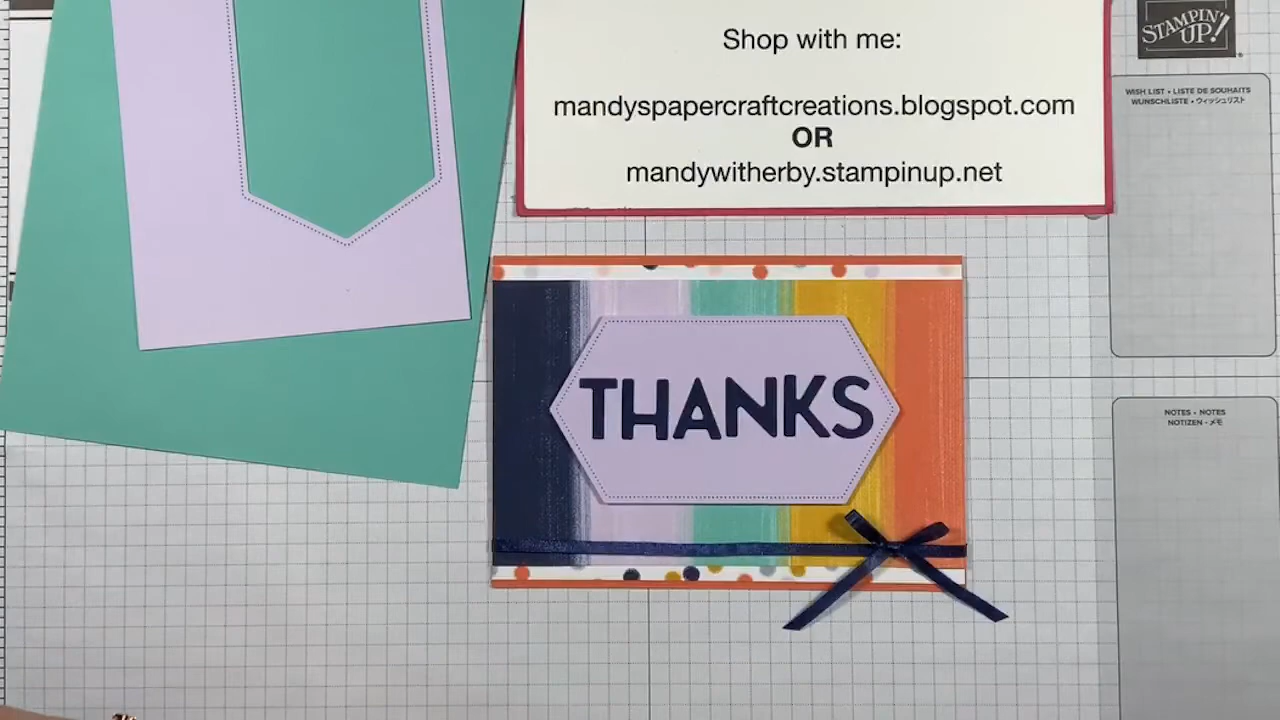 Shop with me:
mandyspapercraftcreations.blogspot.com
OR
mandywitherby.stampinup.net
STAMPIN' UP!
WISH LIST • LISTE DE SOUHAITS
WUNSCHLISTE • ウィッシュリスト
THANKS
NOTES • NOTES
NOTIZEN • メモ